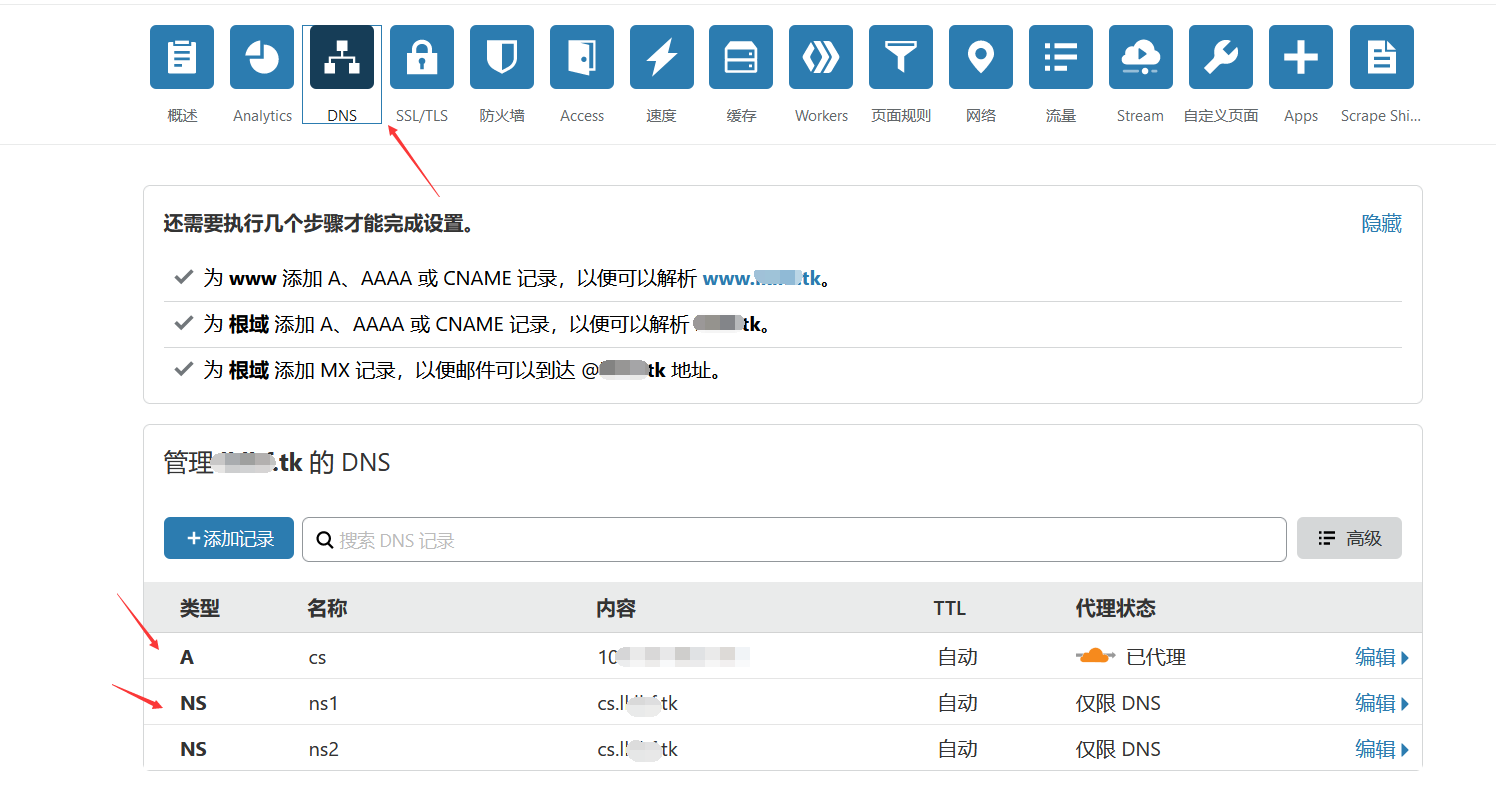 概述 Analytics DNS SSL/TLS 防火墙 Access 速度 缓存 Workers 页面规则 网络 流量 Stream 自定义页面 Apps Scrape Shi...
还需要执行几个步骤才能完成设置。 隐藏
为 www 添加 A、AAAA 或 CNAME 记录，以便可以解析 www. tk。
为 根域 添加 A、AAAA 或 CNAME 记录，以便可以解析 tk。
为 根域 添加 MX 记录，以便邮件可以到达 @ tk 地址。
管理 .tk 的 DNS
+添加记录 搜索 DNS 记录 高级
类型 名称 内容 TTL 代理状态
A cs 10 自动 已代理 编辑
NS ns1 cs. tk 自动 仅限 DNS 编辑
NS ns2 cs. tk 自动 仅限 DNS 编辑